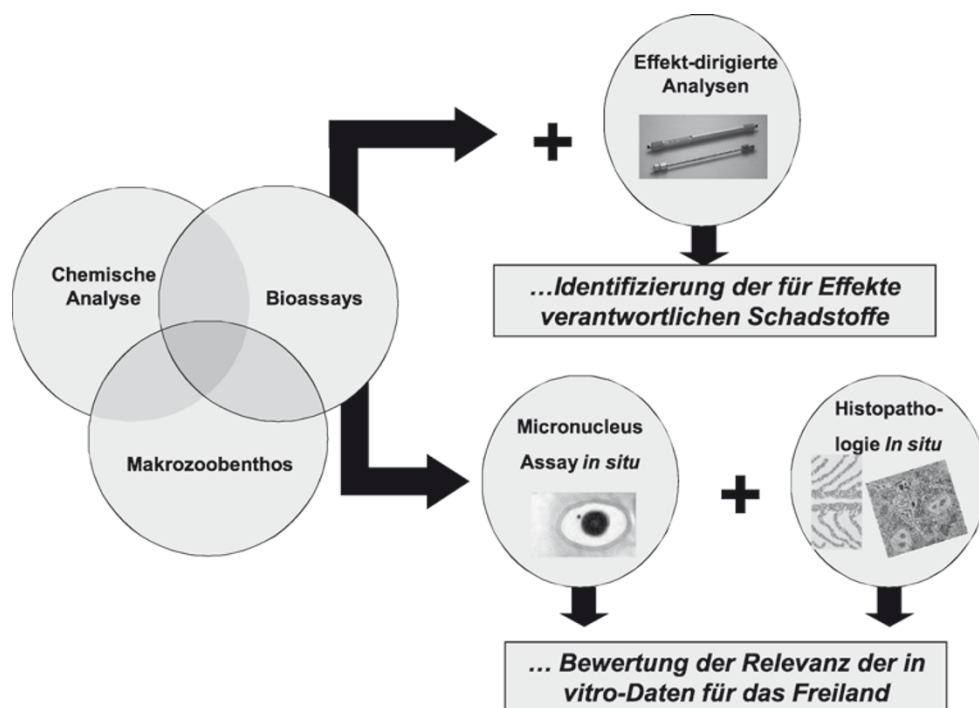 Effekt-dirigierte
Analysen
+
Chemische
Analyse
Bioassays
Makrozoobenthos
…Identifizierung der für Effekte
verantwortlichen Schadstoffe
Micronucleus
Assay in situ
+
Histopatho-
logie In situ
… Bewertung der Relevanz der in
vitro-Daten für das Freiland